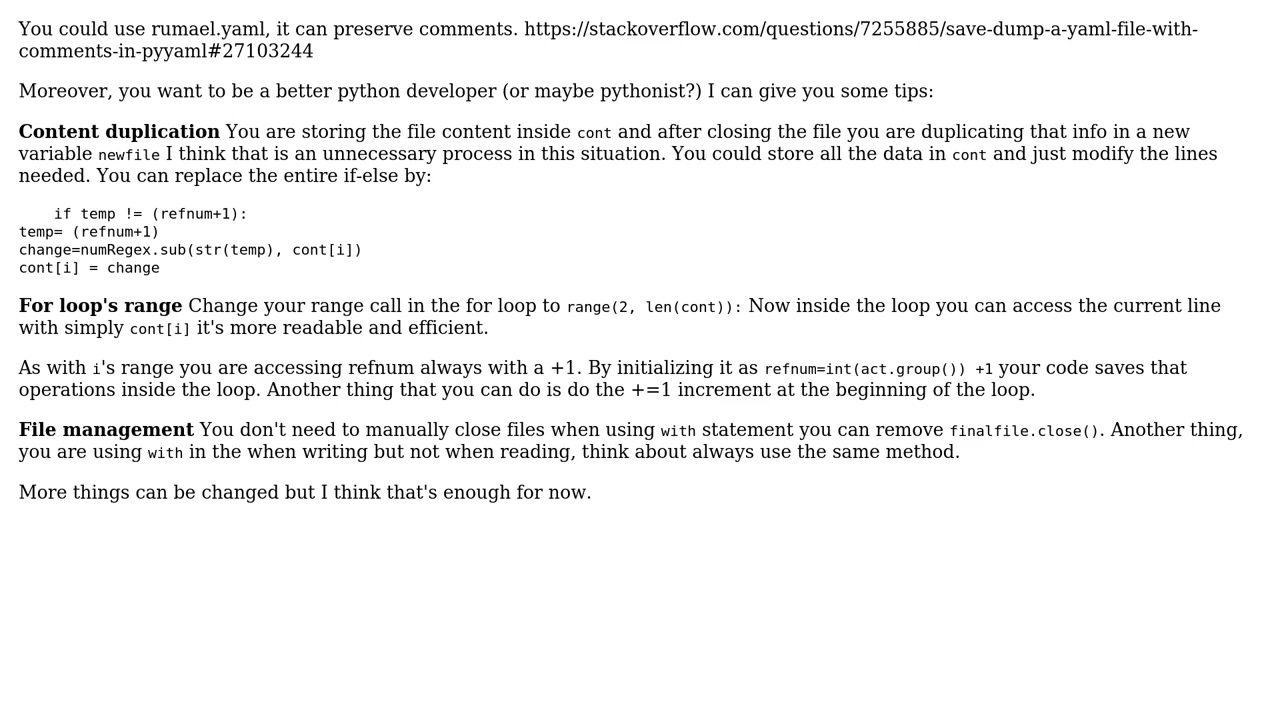 You could use rumael.yaml, it can preserve comments. https://stackoverflow.com/questions/7255885/save-dump-a-yaml-file-with-
comments-in-pyyaml#27103244
Moreover, you want to be a better python developer (or maybe pythonist?) I can give you some tips:
Content duplication You are storing the file content inside cont and after closing the file you are duplicating that info in a new
variable newfile I think that is an unnecessary process in this situation. You could store all the data in cont and just modify the lines
needed. You can replace the entire if-else by:
    if temp != (refnum+1):
temp= (refnum+1)
change=numRegex.sub(str(temp), cont[i])
cont[i] = change
For loop's range Change your range call in the for loop to range(2, len(cont)): Now inside the loop you can access the current line
with simply cont[i] it's more readable and efficient.
As with i's range you are accessing refnum always with a +1. By initializing it as refnum=int(act.group()) +1 your code saves that
operations inside the loop. Another thing that you can do is do the +=1 increment at the beginning of the loop.
File management You don't need to manually close files when using with statement you can remove finalfile.close(). Another thing,
you are using with in the when writing but not when reading, think about always use the same method.
More things can be changed but I think that's enough for now.